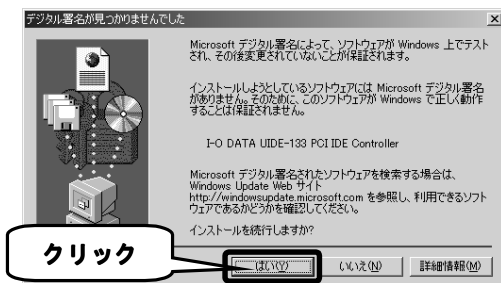 デジタル署名が見つかりませんでした
Microsoft デジタル署名によって、ソフトウェアが Windows 上でテスト
され、その後変更されていないことが保証されます。
インストールしようとしているソフトウェアには Microsoft デジタル署名
がありません。そのために、このソフトウェアが Windows で正しく動作
することは保証されません。
I-O DATA UIDE-133 PCI IDE Controller
Microsoft デジタル署名されたソフトウェアを検索する場合は、
Windows Update Web サイト
http://windowsupdate.microsoft.com を参照し、利用できるソフト
ウェアであるかどうかを確認してください。
インストールを続行しますか?
クリック
はい(Y) いいえ(N) 詳細情報(M)